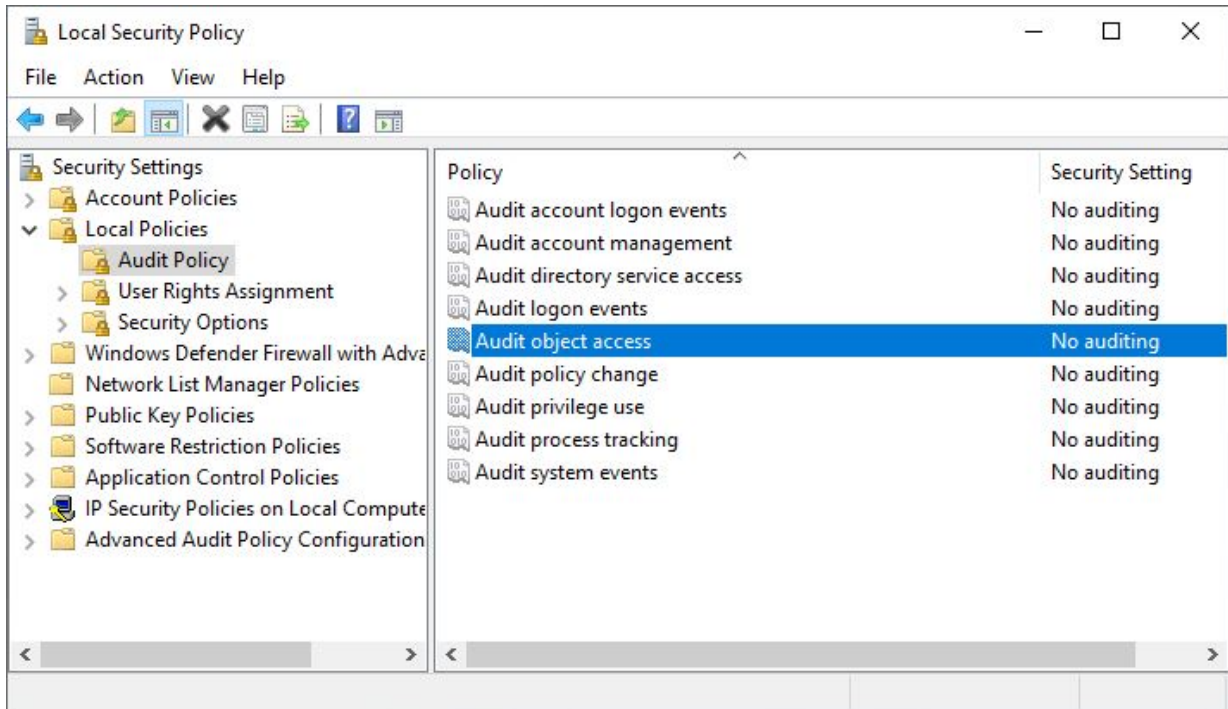 Local Security Policy
File Action View Help
Security Settings
Account Policies
Local Policies
Audit Policy
User Rights Assignment
Security Options
Windows Defender Firewall with Adva
Network List Manager Policies
Public Key Policies
Software Restriction Policies
Application Control Policies
IP Security Policies on Local Compute
Advanced Audit Policy Configuration
Policy Security Setting
Audit account logon events No auditing
Audit account management No auditing
Audit directory service access No auditing
Audit logon events No auditing
Audit object access No auditing
Audit policy change No auditing
Audit privilege use No auditing
Audit process tracking No auditing
Audit system events No auditing